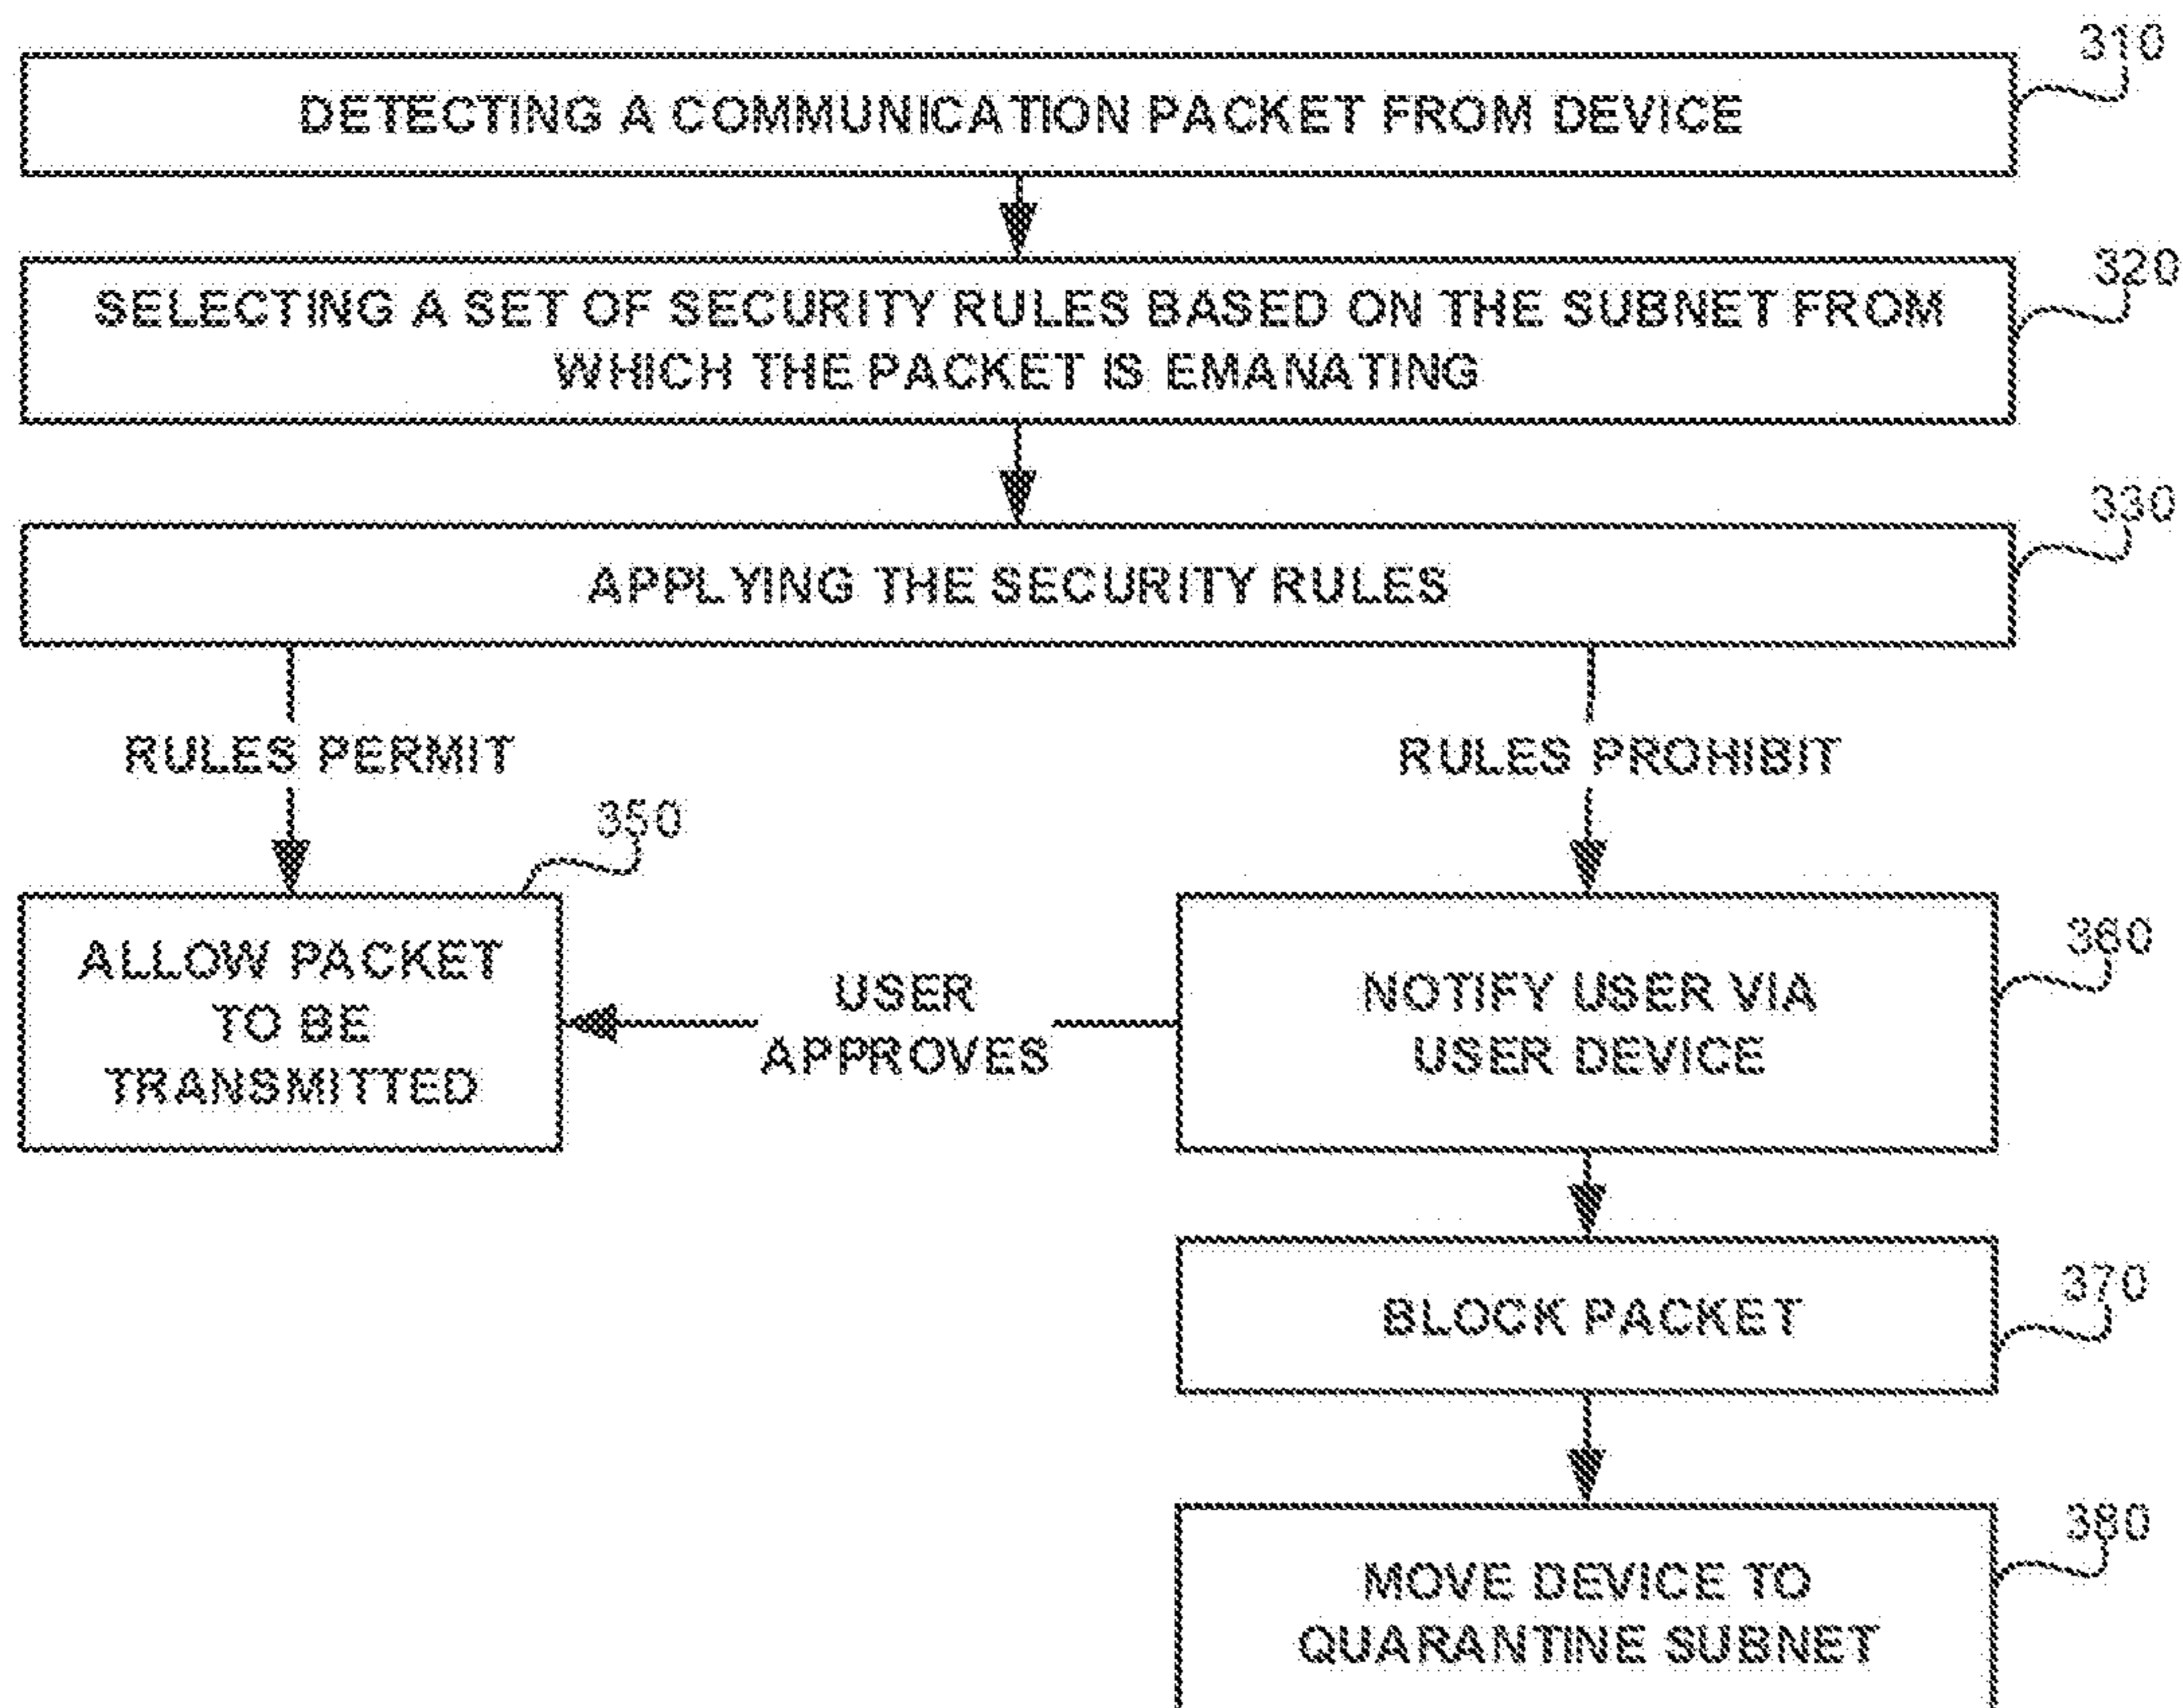 310
DETECTING A COMMUNICATION PACKET FROM DEVICE
320
SELECTING A SET OF SECURITY RULES BASED ON THE SUBNET FROM
WHICH THE PACKET IS EMANATING
330
APPLYING THE SECURITY RULES
RULES PERMIT
RULES PROHIBIT
350
ALLOW PACKET
TO BE
TRANSMITTED
USER
APPROVES
360
NOTIFY USER VIA
USER DEVICE
370
BLOCK PACKET
380
MOVE DEVICE TO
QUARANTINE SUBNET